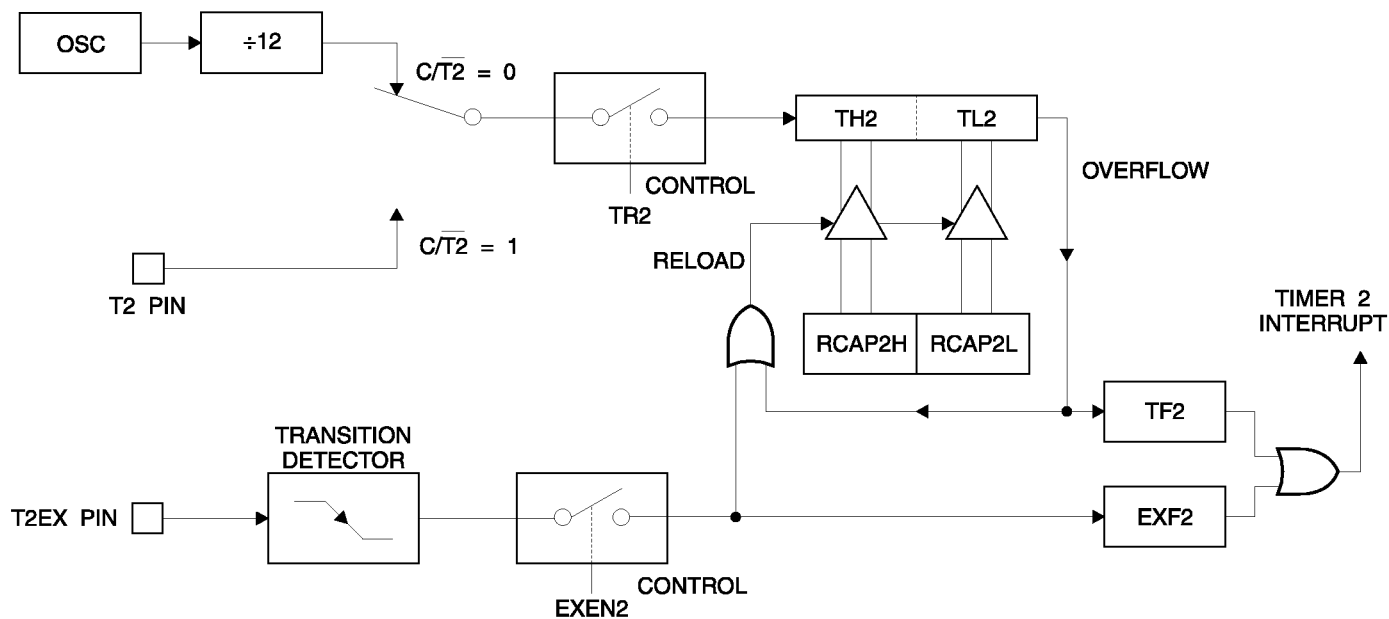 OSC
÷12
C/T2̅ = 0
TH2
TL2
OVERFLOW
CONTROL
TR2
C/T2̅ = 1
RELOAD
T2 PIN
TIMER 2
INTERRUPT
RCAP2H
RCAP2L
TF2
TRANSITION
DETECTOR
T2EX PIN
EXF2
CONTROL
EXEN2